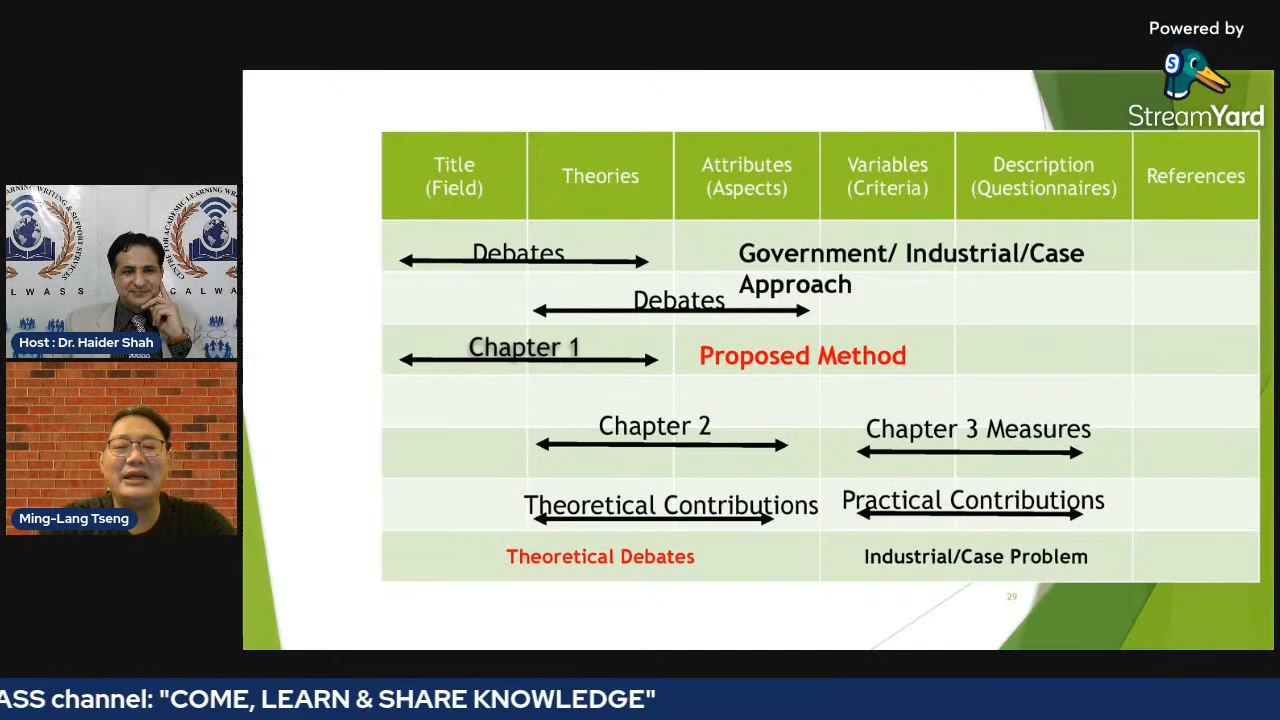 Powered by
StreamYard
Title
(Field)
Theories
Attributes
(Aspects)
Variables
(Criteria)
Description
(Questionnaires)
References
Debates
Government/ Industrial/Case
Approach
Debates
Chapter 1
Proposed Method
Chapter 2
Chapter 3 Measures
Theoretical Contributions
Practical Contributions
Theoretical Debates
Industrial/Case Problem
29
Host : Dr. Haider Shah
Ming-Lang Tseng
ASS channel: "COME, LEARN & SHARE KNOWLEDGE"